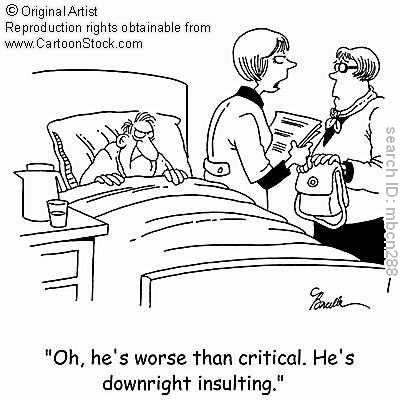 © Original Artist
Reproduction rights obtainable from
www.CartoonStock.com
search ID: mbcn288
"Oh, he's worse than critical. He's
downright insulting."